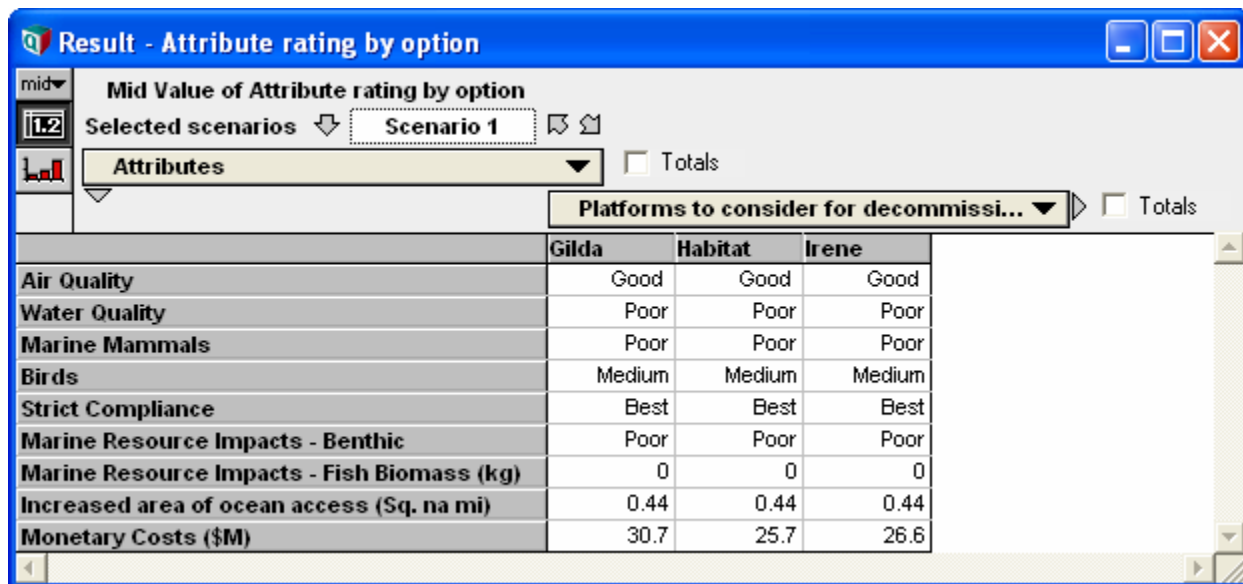 Result - Attribute rating by option
mid
Mid Value of Attribute rating by option
1.2
Selected scenarios Scenario 1
Attributes Totals
Platforms to consider for decommissi... Totals
Gilda Habitat Irene
Air Quality Good Good Good
Water Quality Poor Poor Poor
Marine Mammals Poor Poor Poor
Birds Medium Medium Medium
Strict Compliance Best Best Best
Marine Resource Impacts - Benthic Poor Poor Poor
Marine Resource Impacts - Fish Biomass (kg) 0 0 0
Increased area of ocean access (Sq. na mi) 0.44 0.44 0.44
Monetary Costs ($M) 30.7 25.7 26.6